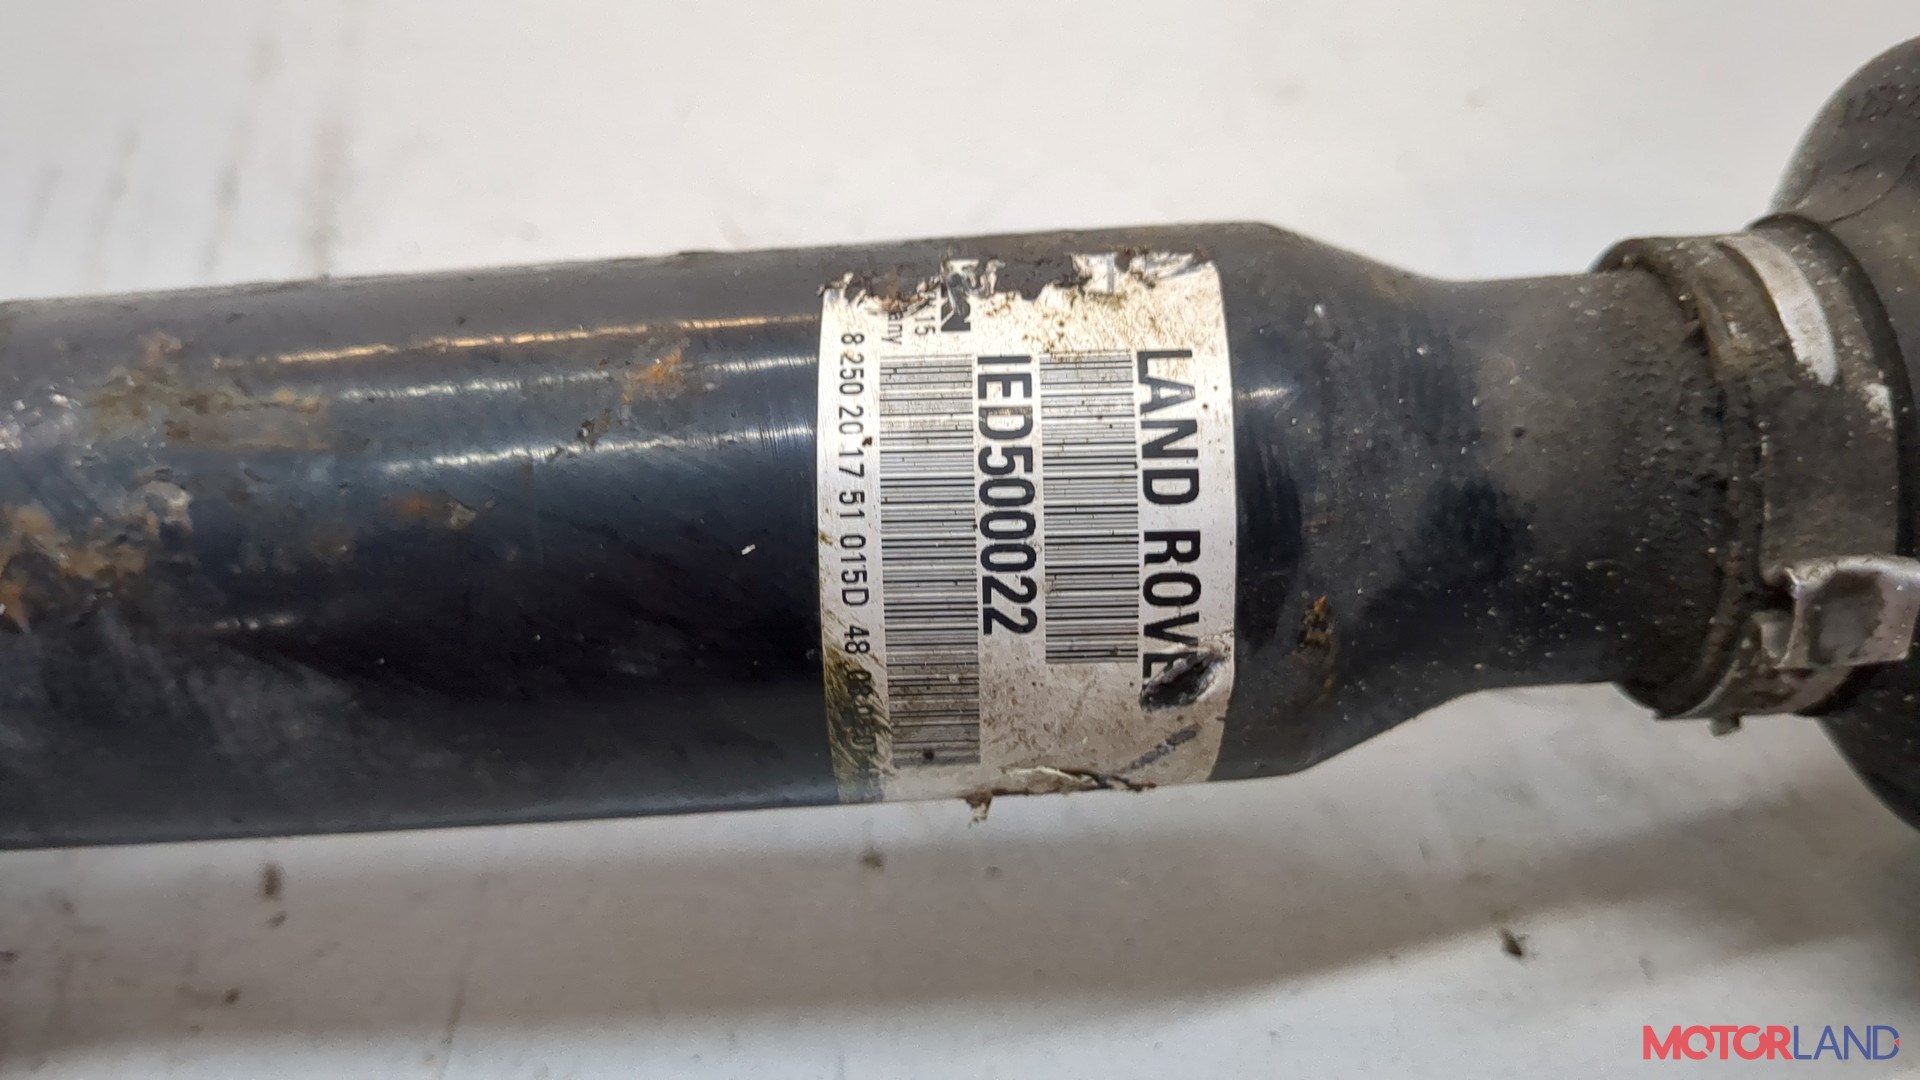 LAND ROVE
IED500022
8 250 20 17 51 015D 48
MOTORLAND